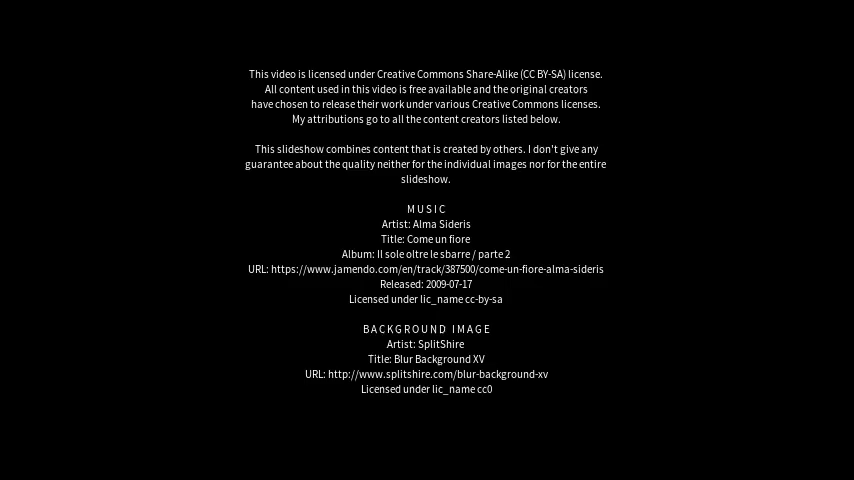 This video is licensed under Creative Commons Share-Alike (CC BY-SA) license.
All content used in this video is free available and the original creators
have chosen to release their work under various Creative Commons licenses.
My attributions go to all the content creators listed below.
This slideshow combines content that is created by others. I don't give any
guarantee about the quality neither for the individual images nor for the entire
slideshow.
MUSIC
Artist: Alma Sideris
Title: Come un fiore
Album: Il sole oltre le sbarre / parte 2
URL: https://www.jamendo.com/en/track/387500/come-un-fiore-alma-sideris
Released: 2009-07-17
Licensed under lic_name cc-by-sa
BACKGROUND IMAGE
Artist: SplitShire
Title: Blur Background XV
URL: http://www.splitshire.com/blur-background-xv
Licensed under lic_name cc0